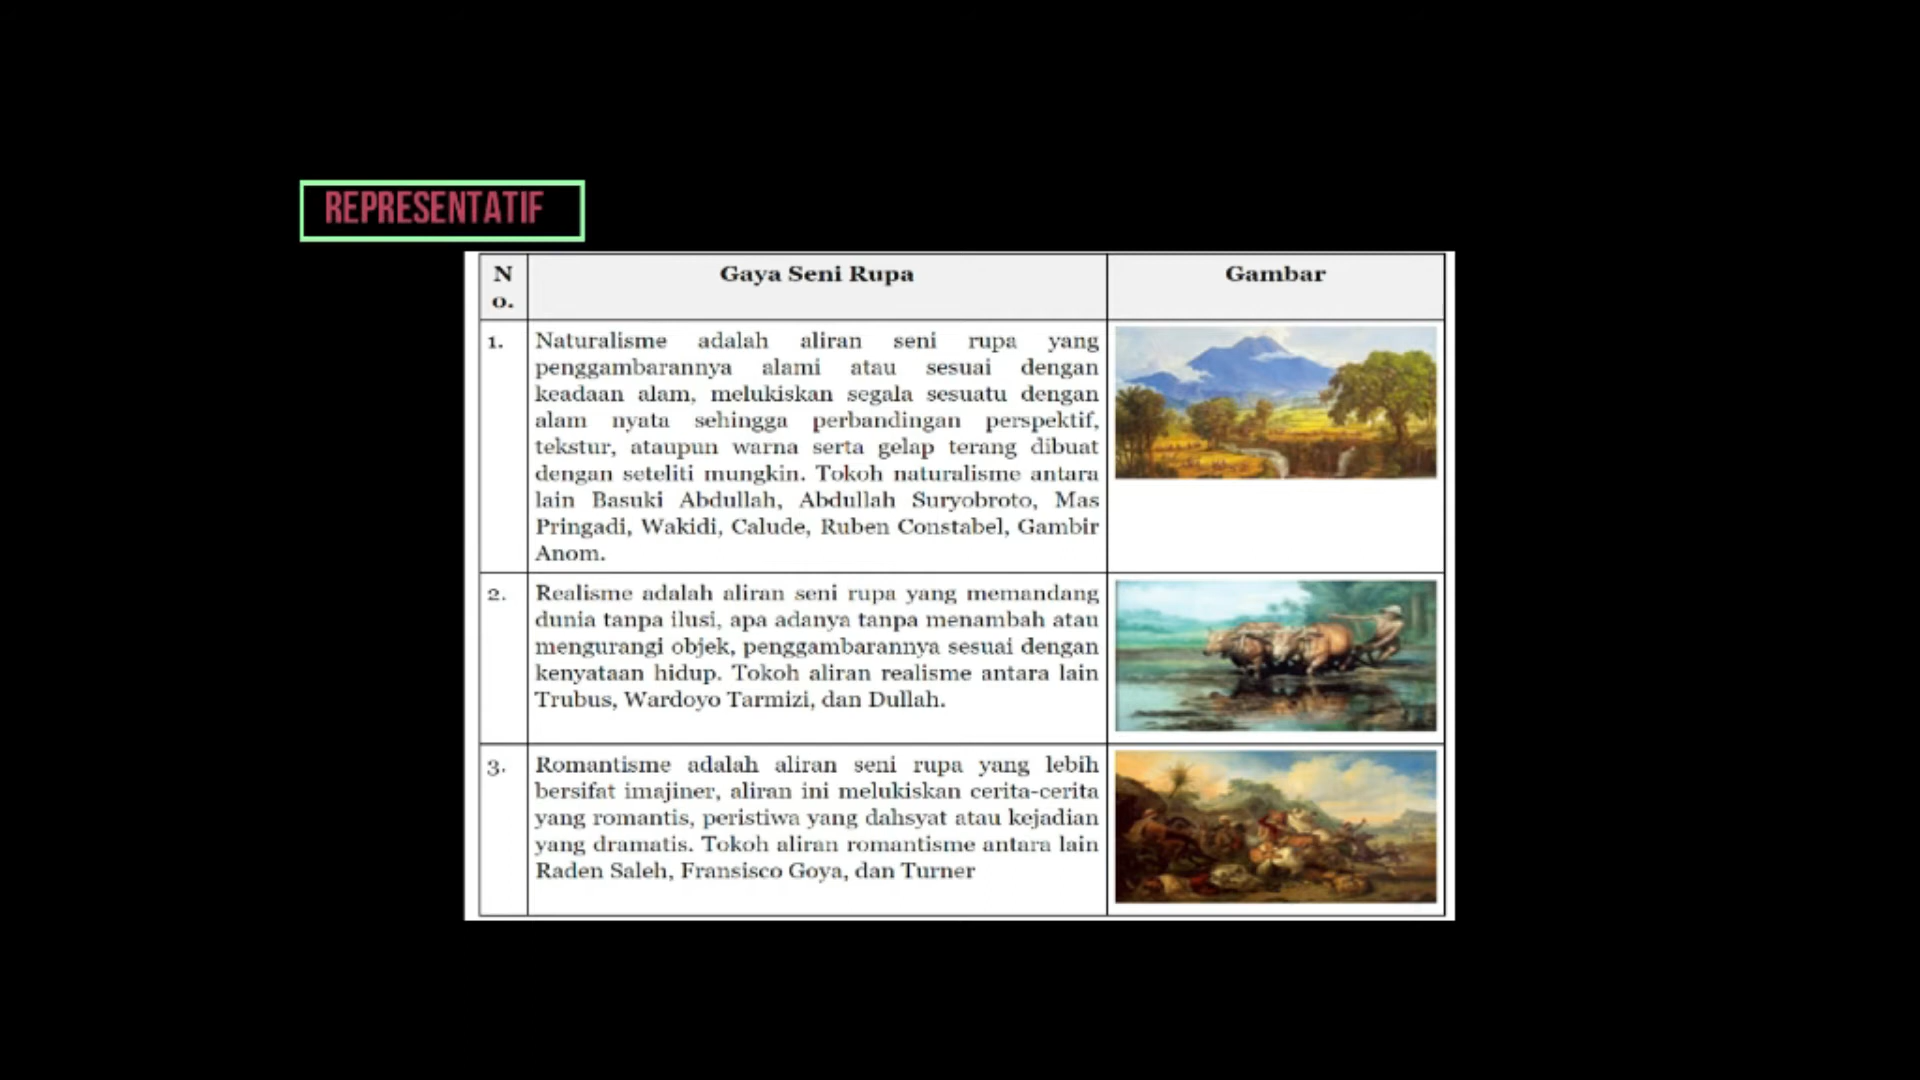 REPRESENTATIF
N
o.
Gaya Seni Rupa
Gambar
1.
Naturalisme adalah aliran seni rupa yang
penggambarannya alami atau sesuai dengan
keadaan alam, melukiskan segala sesuatu dengan
alam nyata sehingga perbandingan perspektif,
tekstur, ataupun warna serta gelap terang dibuat
dengan seteliti mungkin. Tokoh naturalisme antara
lain Basuki Abdullah, Abdullah Suryobroto, Mas
Pringadi, Wakidi, Calude, Ruben Constabel, Gambir
Anom.
2.
Realisme adalah aliran seni rupa yang memandang
dunia tanpa ilusi, apa adanya tanpa menambah atau
mengurangi objek, penggambarannya sesuai dengan
kenyataan hidup. Tokoh aliran realisme antara lain
Trubus, Wardoyo Tarmizi, dan Dullah.
3.
Romantisme adalah aliran seni rupa yang lebih
bersifat imajiner, aliran ini melukiskan cerita-cerita
yang romantis, peristiwa yang dahsyat atau kejadian
yang dramatis. Tokoh aliran romantisme antara lain
Raden Saleh, Fransisco Goya, dan Turner